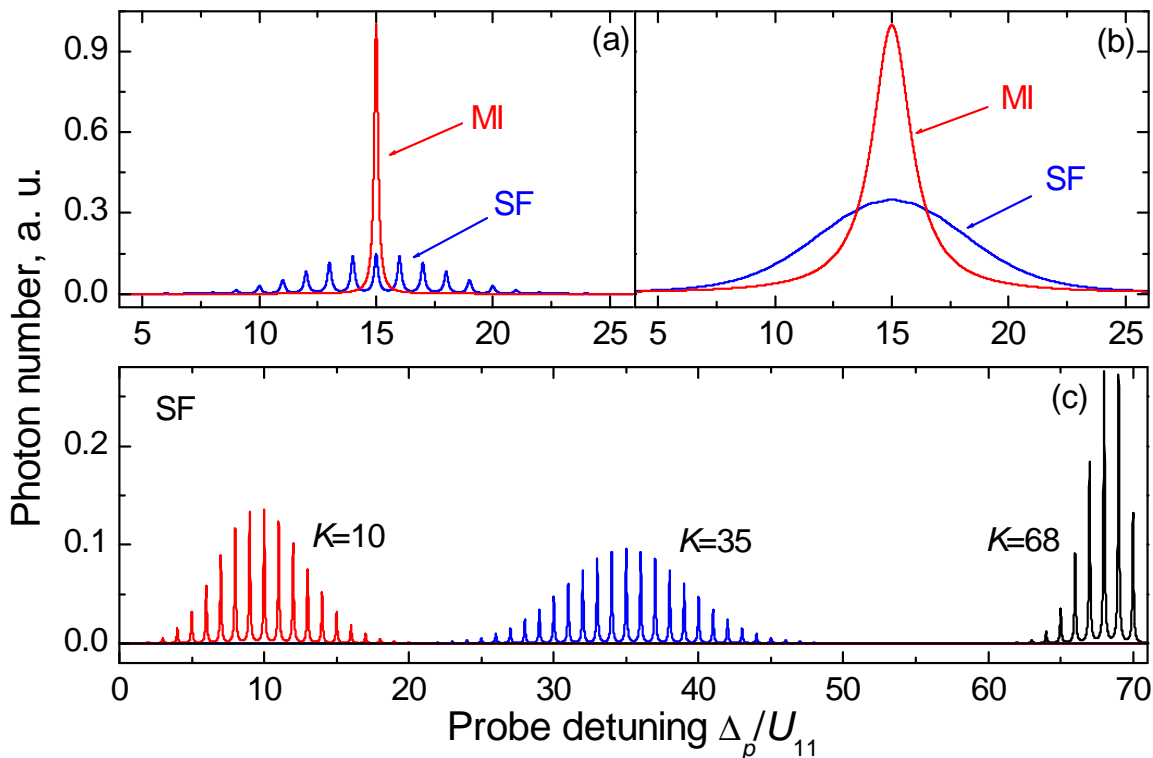 Photon number, a. u.
0.9
0.6
0.3
0.0
(a)
MI
SF
5 10 15 20 25
(b)
MI
SF
5 10 15 20 25
0.2
0.1
0.0
SF
(c)
K=10
K=35
K=68
0 10 20 30 40 50 60 70
Probe detuning Δp/U11